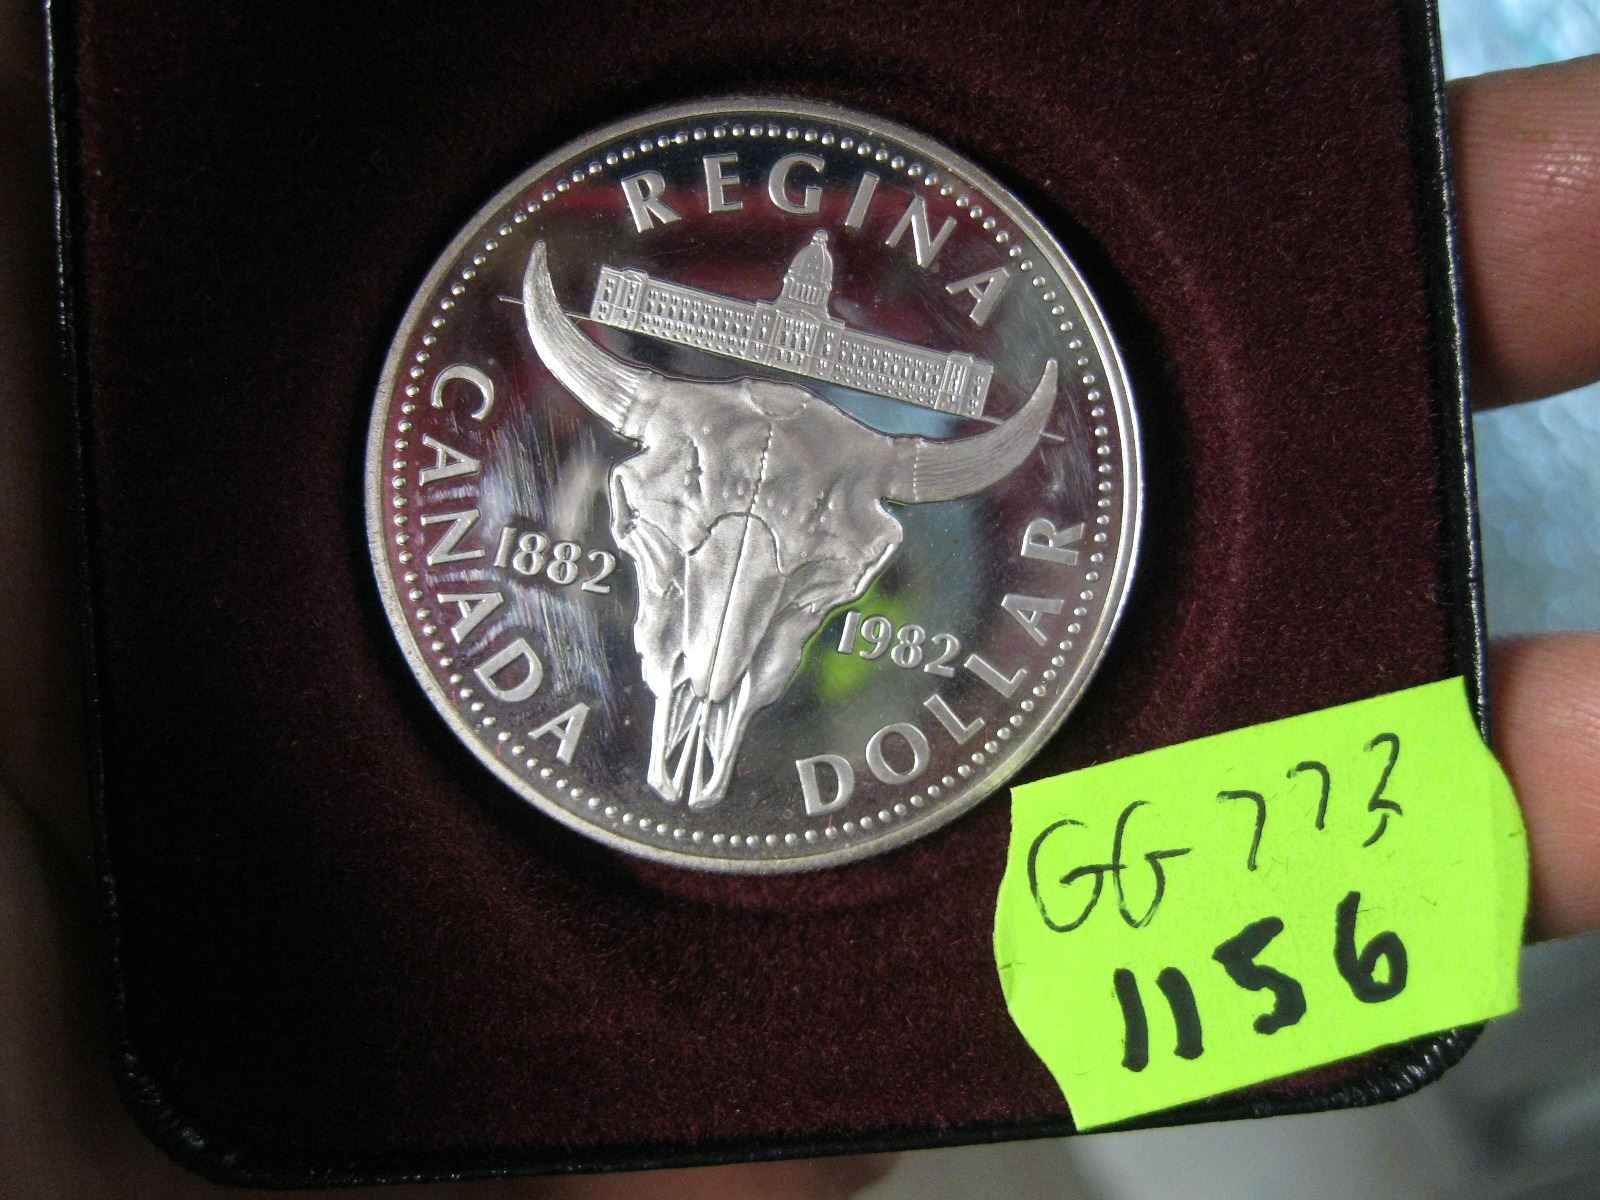 REGINA
CANADA
1882
1982
DOLLAR
GG773
1156